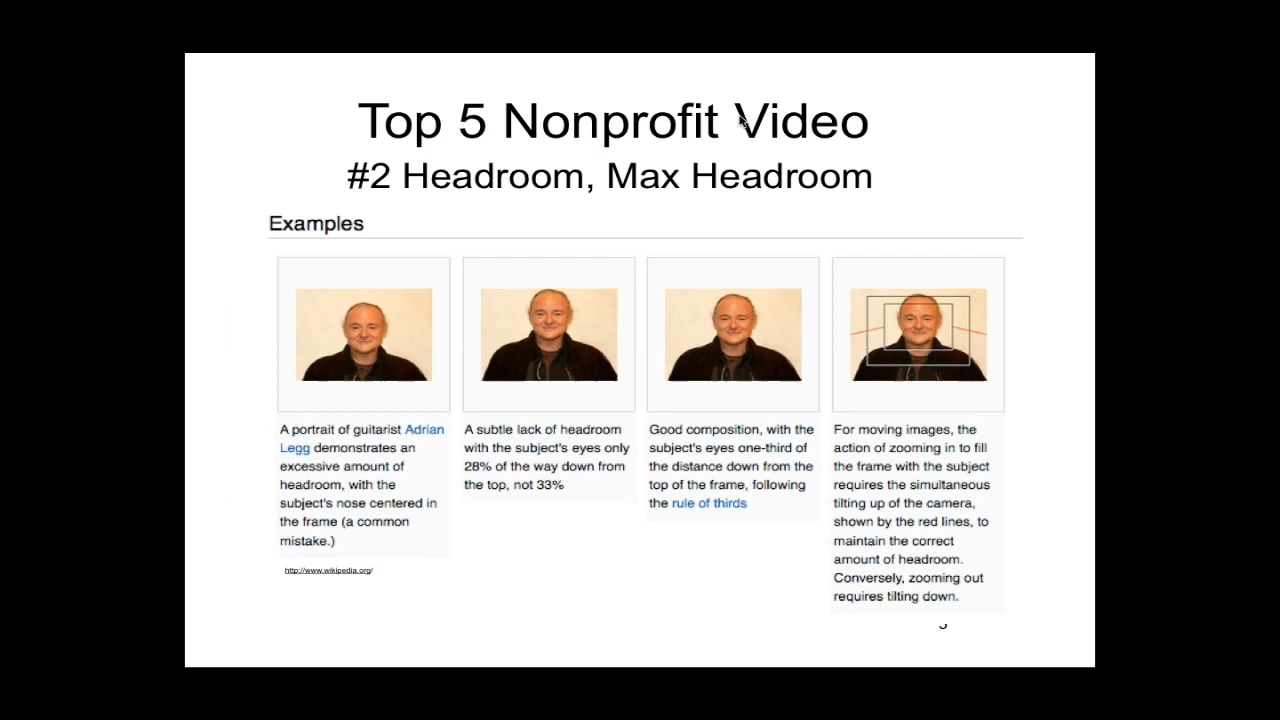 Top 5 Nonprofit Video
#2 Headroom, Max Headroom
Examples
A portrait of guitarist Adrian
Legg demonstrates an
excessive amount of
headroom, with the
subject's nose centered in
the frame (a common
mistake.)
A subtle lack of headroom
with the subject's eyes only
28% of the way down from
the top, not 33%
Good composition, with the
subject's eyes one-third of
the distance down from the
top of the frame, following
the rule of thirds
For moving images, the
action of zooming in to fill
the frame with the subject
requires the simultaneous
tilting up of the camera,
shown by the red lines, to
maintain the correct
amount of headroom.
Conversely, zooming out
requires tilting down.
http://www.wikipedia.org/